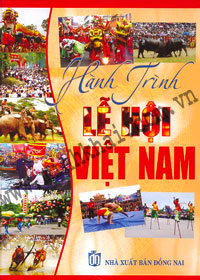 Hành Trình
LỄ HỘI
VIỆT NAM
NHÀ XUẤT BẢN ĐỒNG NAI